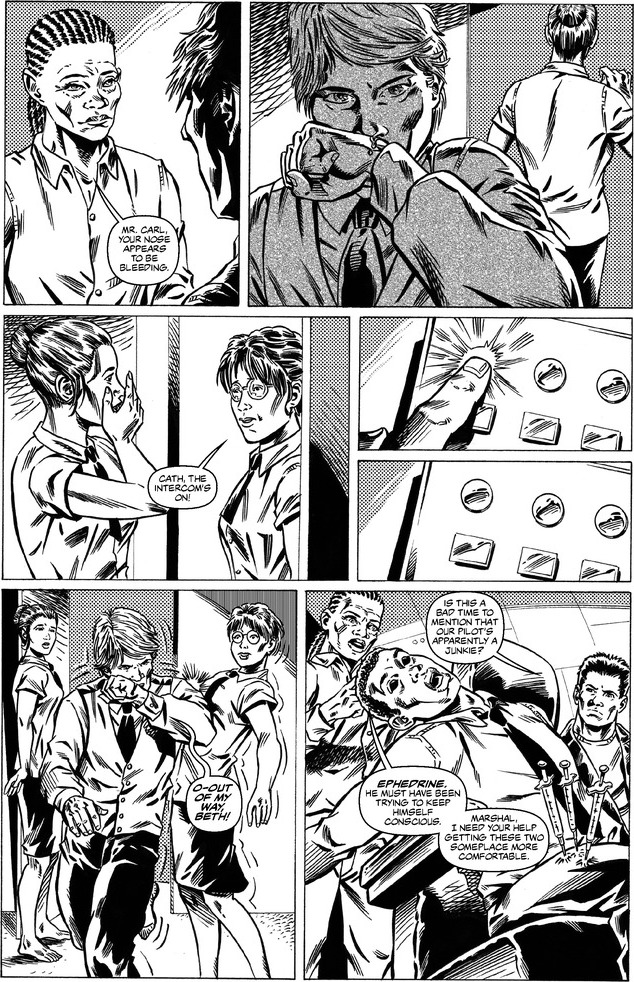 MR. CARL,
YOUR NOSE
APPEARS
TO BE
BLEEDING.
CATH, THE
INTERCOM'S
ON!
O-OUT
OF MY
WAY,
BETH!
IS THIS A
BAD TIME TO
MENTION THAT
OUR PILOT'S
APPARENTLY A
JUNKIE?
EPHEDRINE.
HE MUST HAVE BEEN
TRYING TO KEEP
HIMSELF
CONSCIOUS.
MARSHAL,
I NEED YOUR HELP
GETTING THESE TWO
SOMEPLACE MORE
COMFORTABLE.